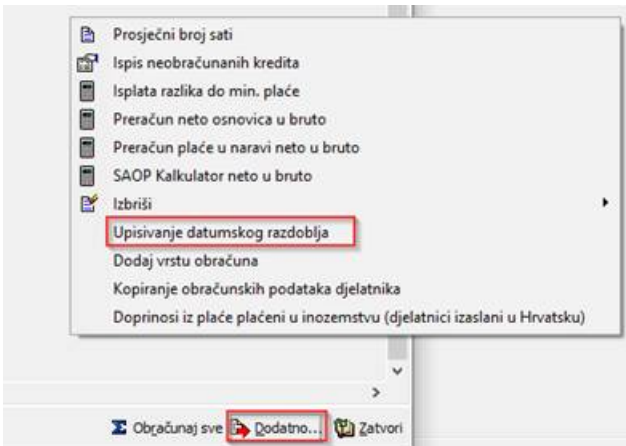 Prosječni broj sati
Ispis neobračunanih kredita
Isplata razlika do min. plaće
Preračun neto osnovica u bruto
Preračun plaće u naravi neto u bruto
SAOP Kalkulator neto u bruto
Izbriši
Upisivanje datumskog razdoblja
Dodaj vrstu obračuna
Kopiranje obračunskih podataka djelatnika
Doprinosi iz plaće plaćeni u inozemstvu (djelatnici izaslani u Hrvatsku)
Obračunaj sve Dodatno... Zatvori